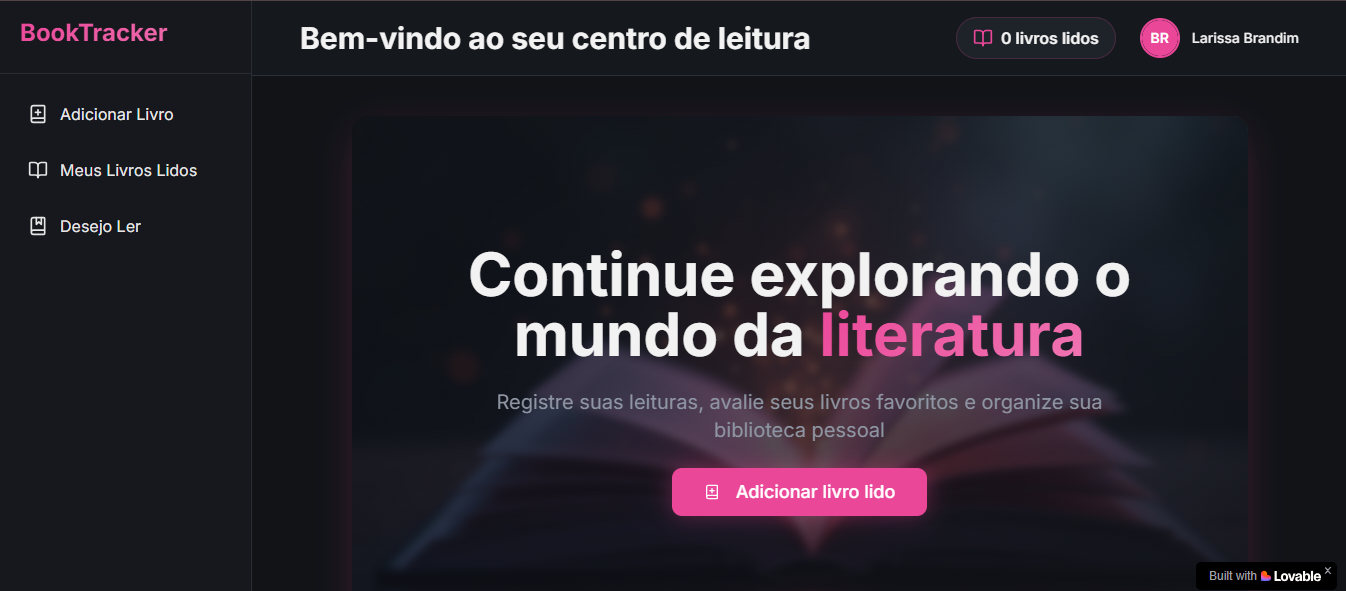 BookTracker
Adicionar Livro
Meus Livros Lidos
Desejo Ler
Bem-vindo ao seu centro de leitura
0 livros lidos
BR
Larissa Brandim
Continue explorando o
mundo da literatura
Registre suas leituras, avalie seus livros favoritos e organize sua
biblioteca pessoal
Adicionar livro lido
Built with Lovable x